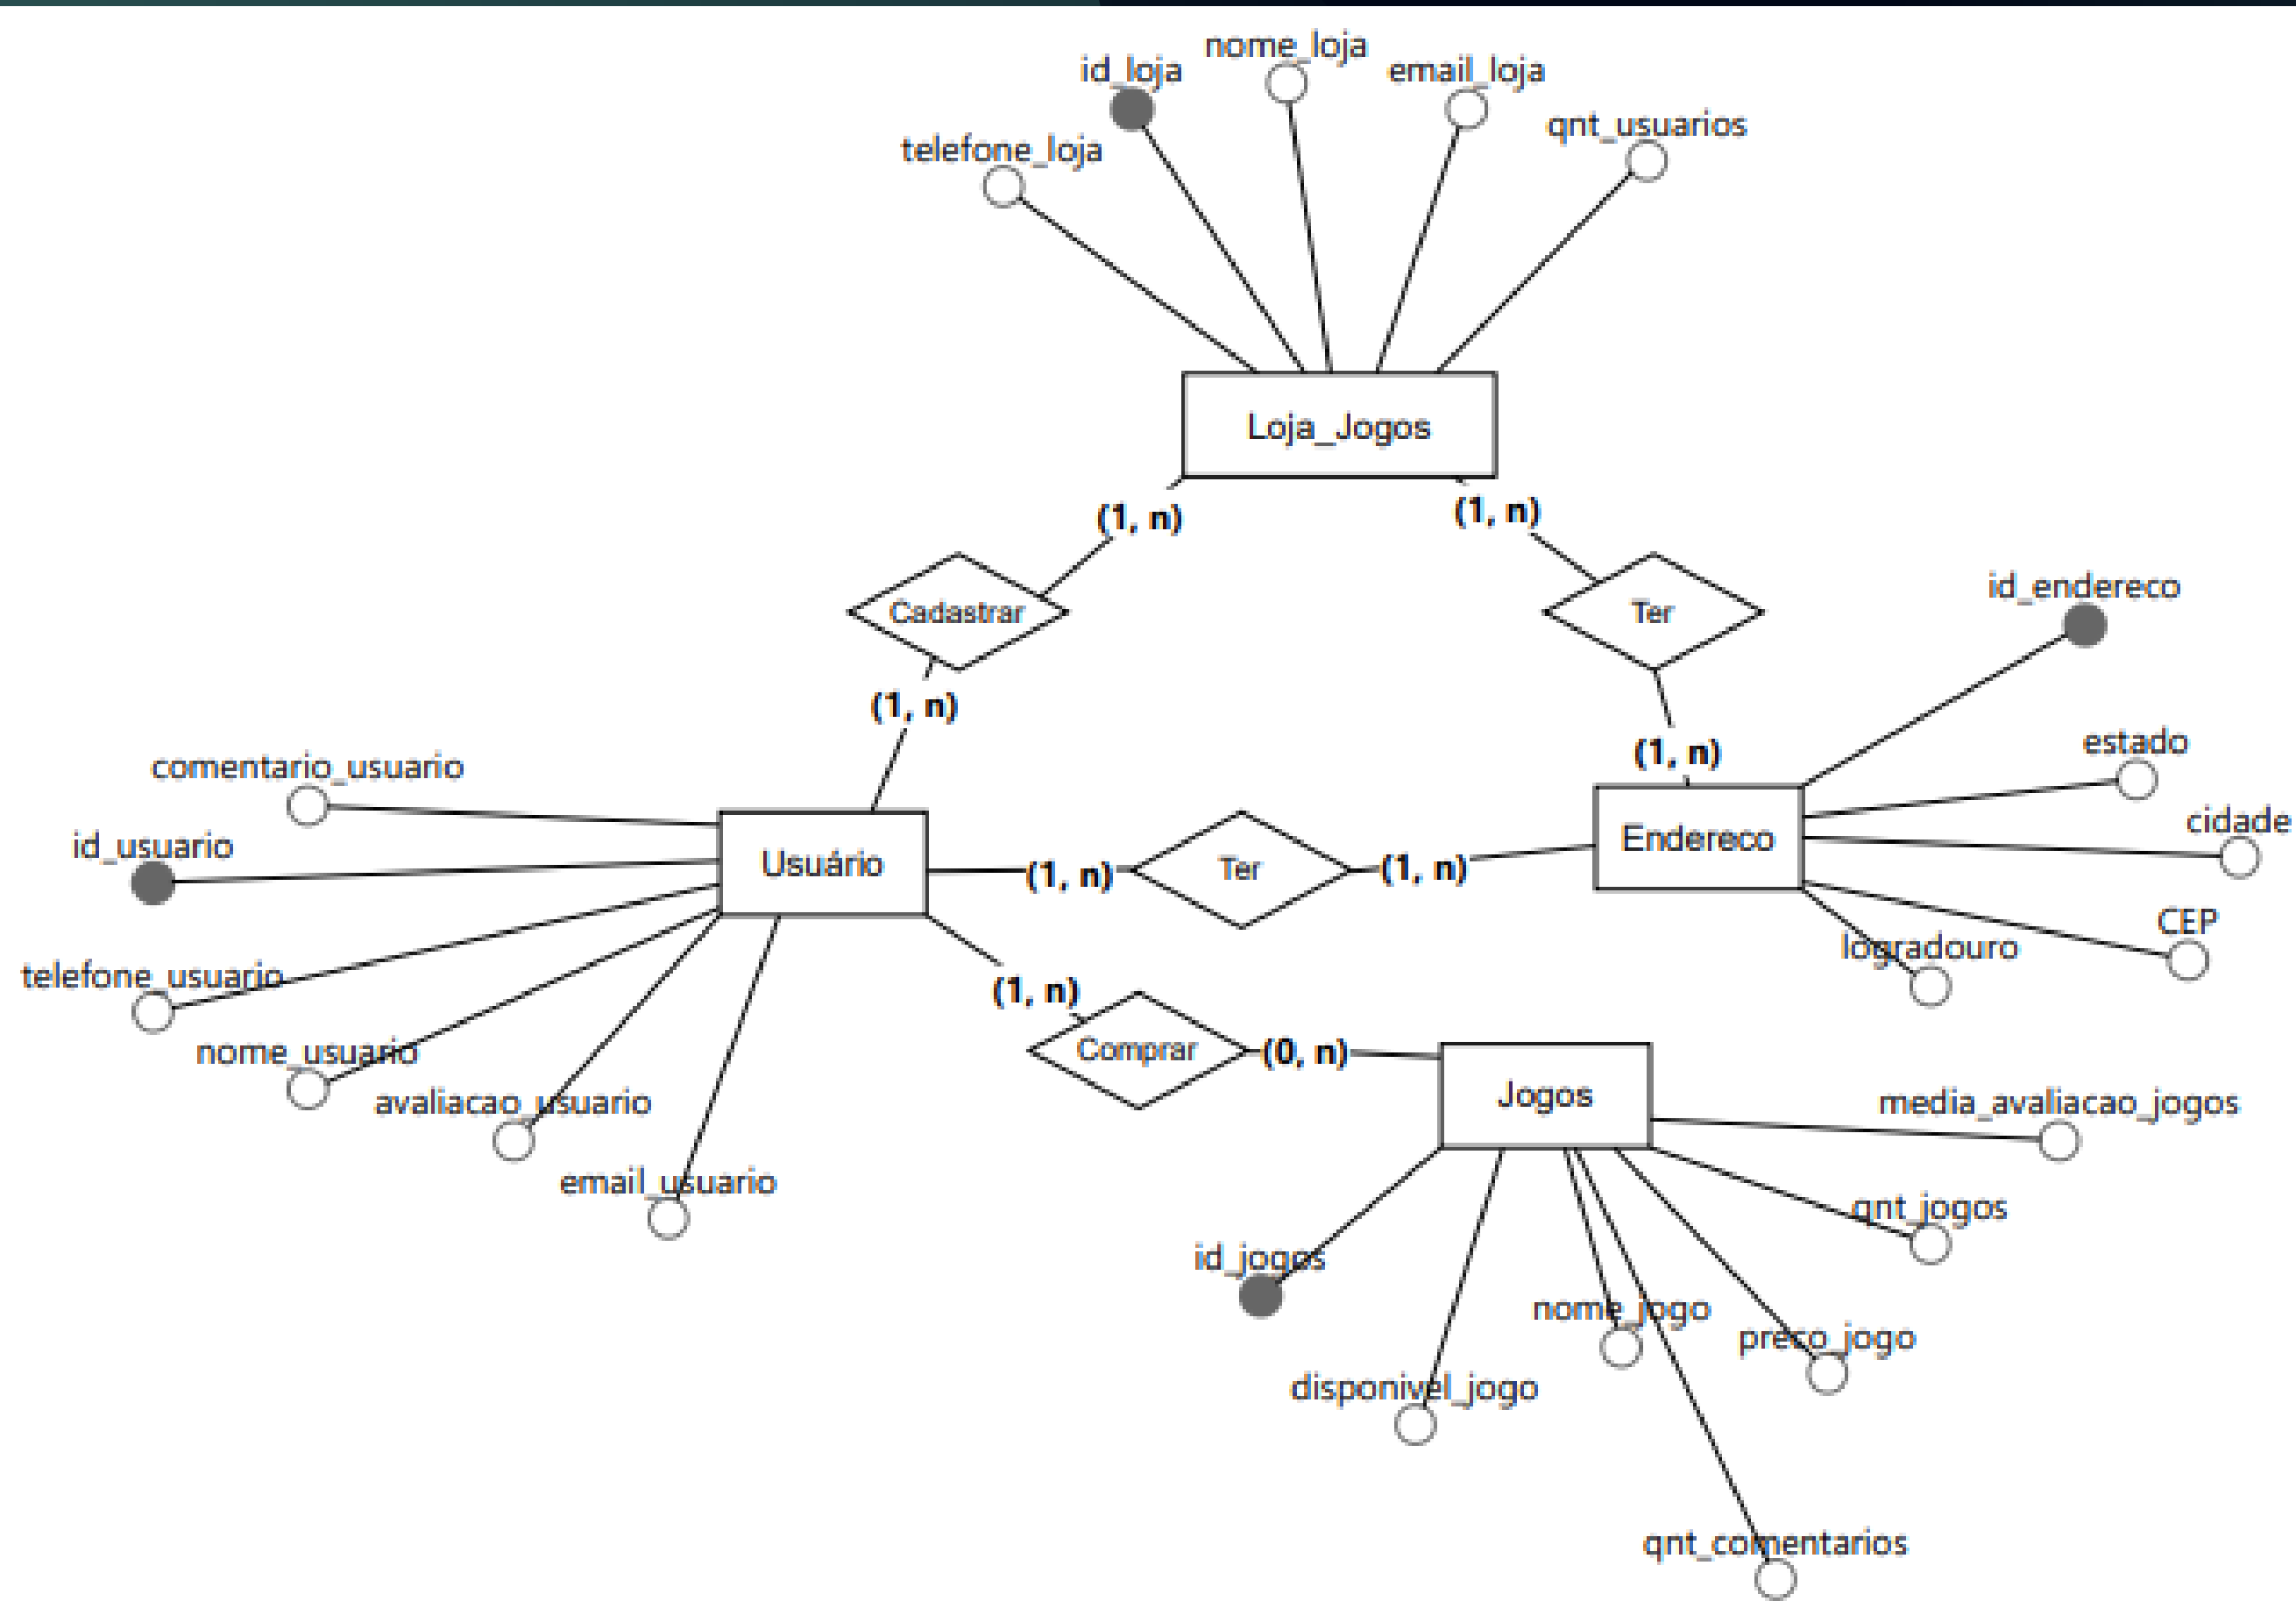 nome_loja
id_loja
email_loja
qnt_usuarios
telefone_loja
Loja_Jogos
(1, n)
(1, n)
Cadastrar
Ter
id_endereco
(1, n)
(1, n)
estado
comentario_usuario
cidade
id_usuario
Usuário
(1, n)
Ter
(1, n)
Endereco
CEP
logradouro
telefone_usuario
(1, n)
nome_usuario
Comprar
(0, n)
Jogos
avaliacao_usuario
media_avaliacao_jogos
email_usuario
qnt_jogos
id_jogos
nome_jogo
preco_jogo
disponivel_jogo
qnt_comentarios